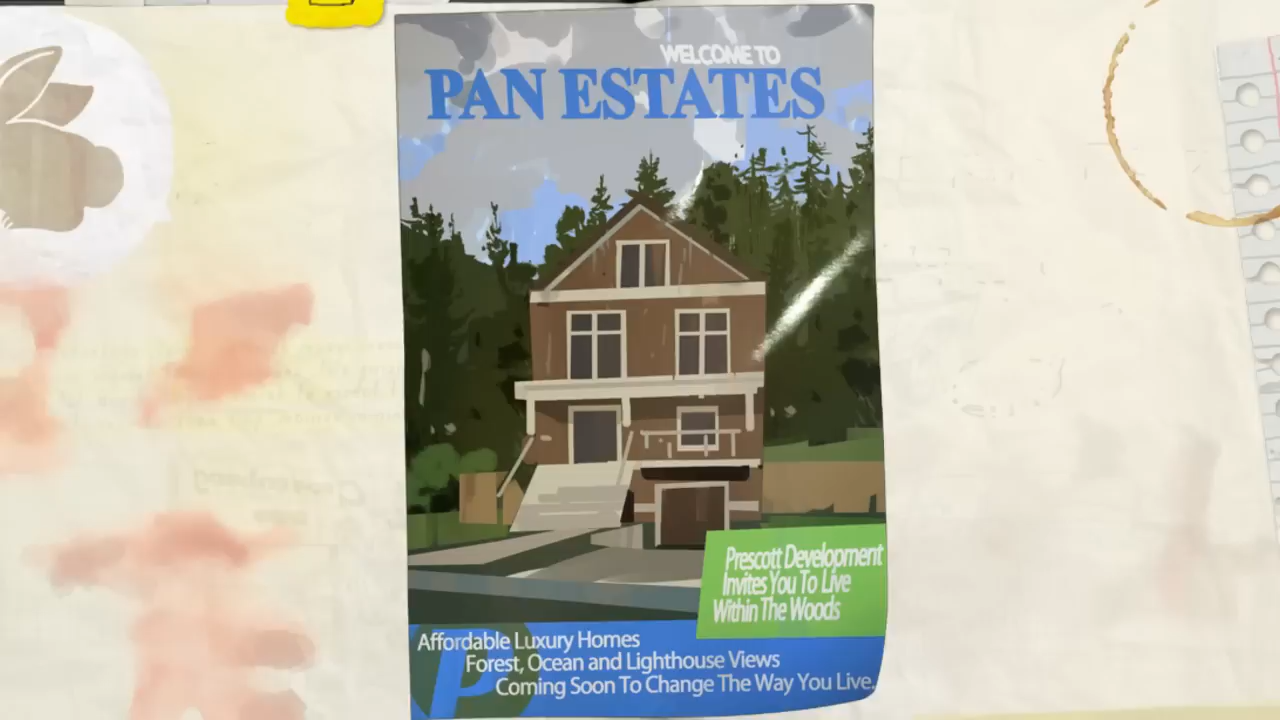 WELCOME TO
PAN ESTATES
Prescott Development
Invites You To Live
Within The Woods
Affordable Luxury Homes
Forest, Ocean and Lighthouse Views
Coming Soon To Change The Way You Live.